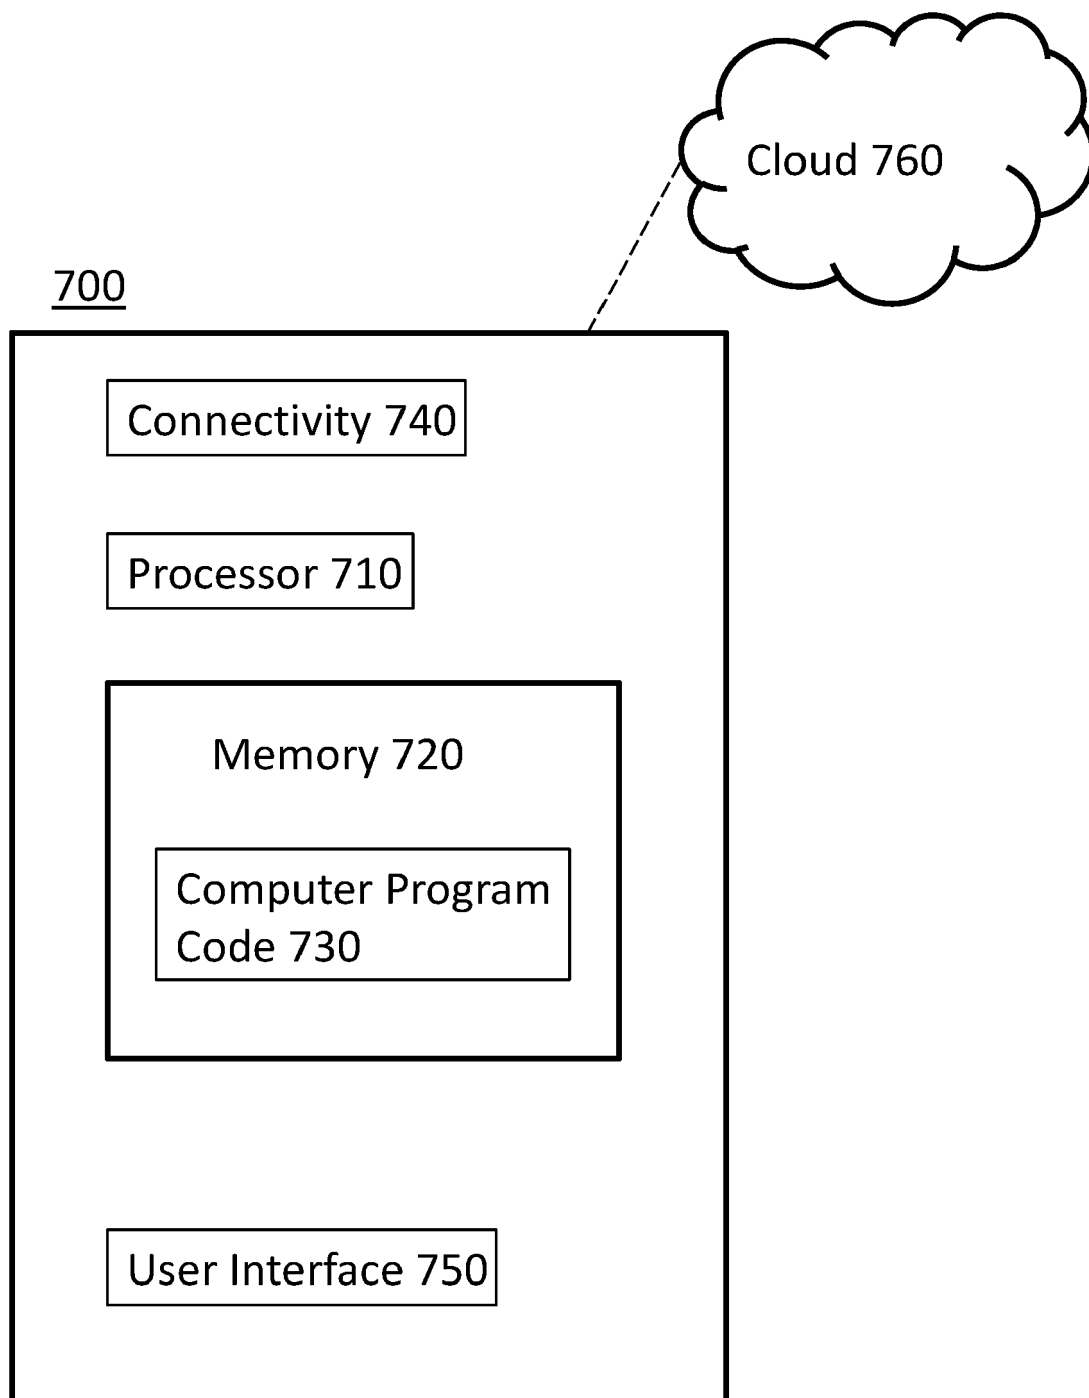 Cloud 760
700
Connectivity 740
Processor 710
Memory 720
Computer Program
Code 730
User Interface 750